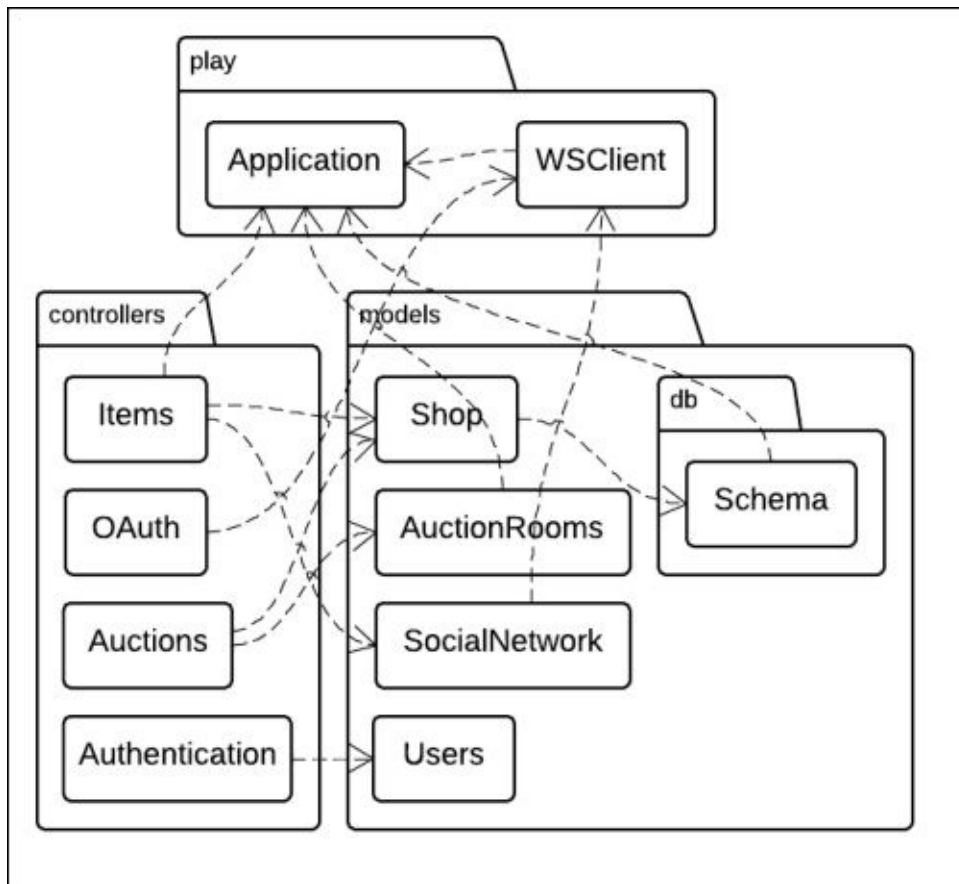 play
Application
WSClient
controllers
models
Items
Shop
db
Schema
OAuth
AuctionRooms
Auctions
SocialNetwork
Authentication
Users